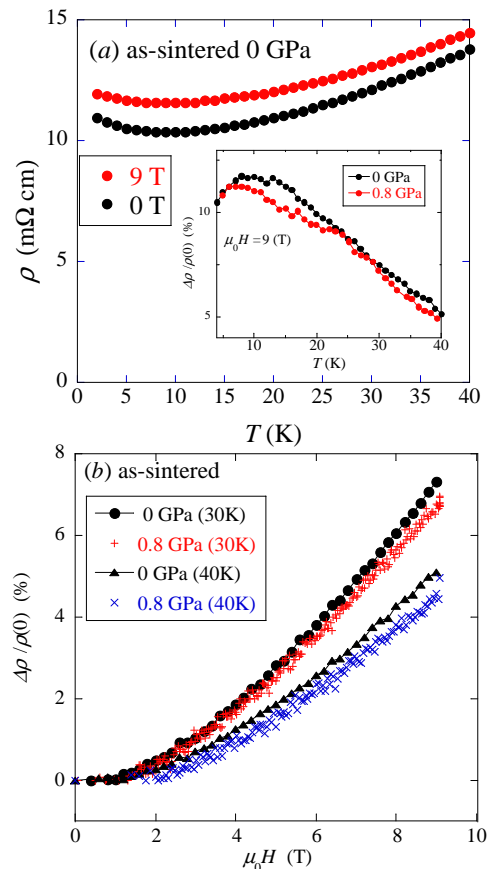 15
(a) as-sintered 0 GPa
10
9 T
0 T
0 GPa
0.8 GPa
11
μ₀H = 9 (T)
5
Δρ/ρ(0) (%)
10 20 30 40
T (K)
ρ (mΩ cm)
5
0
0 5 10 15 20 25 30 35 40
T (K)
8
(b) as-sintered
0 GPa (30K)
0.8 GPa (30K)
0 GPa (40K)
0.8 GPa (40K)
6
4
2
0
Δρ/ρ(0) (%)
0 2 4 6 8 10
μ₀H (T)